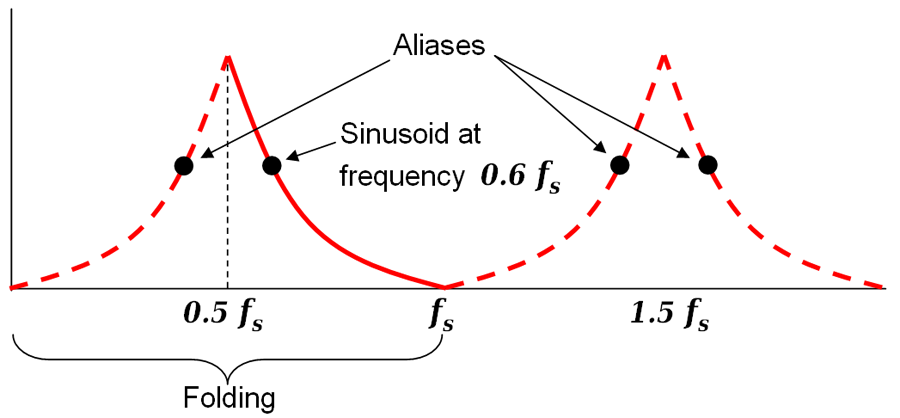 Aliases
Sinusoid at
frequency 0.6 fs
0.5 fs
fs
1.5 fs
Folding